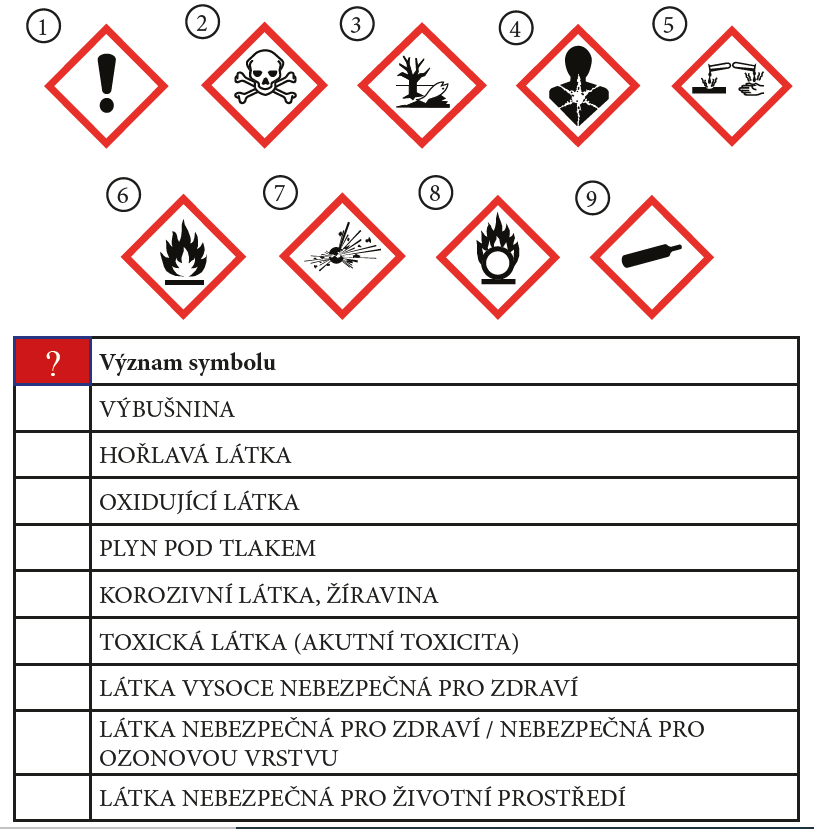 1
2
3
4
5
6
7
8
9
? Význam symbolu
VÝBUŠNINA
HOŘLAVÁ LÁTKA
OXIDUJÍCÍ LÁTKA
PLYN POD TLAKEM
KOROZIVNÍ LÁTKA, ŽÍRAVINA
TOXICKÁ LÁTKA (AKUTNÍ TOXICITA)
LÁTKA VYSOCE NEBEZPEČNÁ PRO ZDRAVÍ
LÁTKA NEBEZPEČNÁ PRO ZDRAVÍ / NEBEZPEČNÁ PRO
OZONOVOU VRSTVU
LÁTKA NEBEZPEČNÁ PRO ŽIVOTNÍ PROSTŘEDÍ